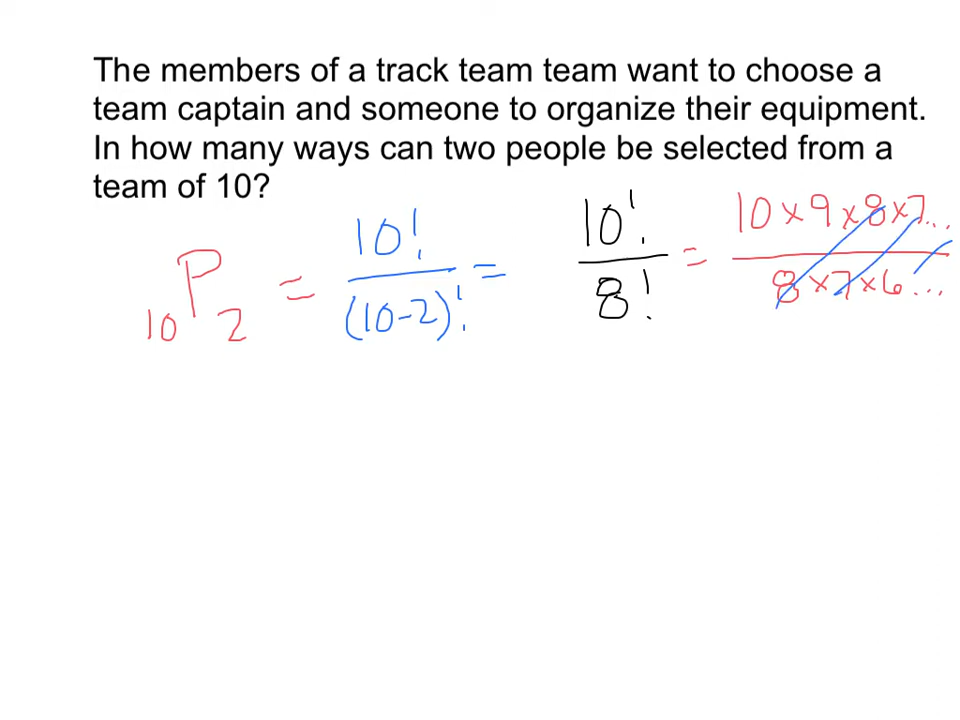 The members of a track team team want to choose a
team captain and someone to organize their equipment.
In how many ways can two people be selected from a
team of 10?
10P2 = 10!/(10-2)! = 10!/8! = 10×9×8×7.../8×7×6...